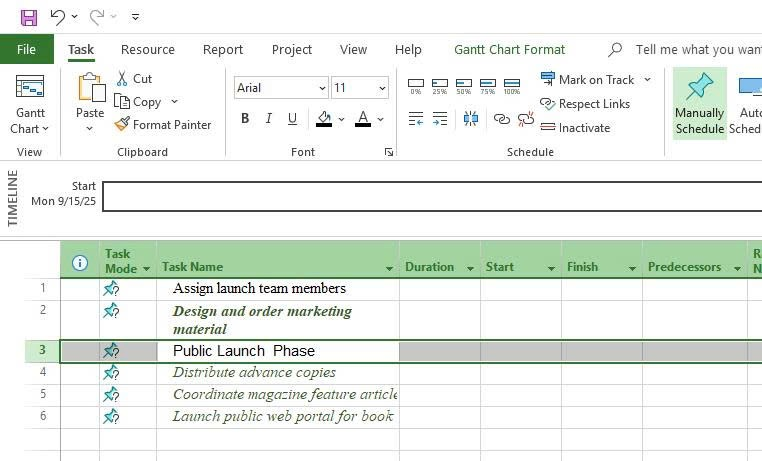 File Task Resource Report Project View Help Gantt Chart Format Tell me what you wan
Gantt Chart
View
Paste
Cut
Copy
Format Painter
Clipboard
Arial 11
B I U A
Font
0% 25% 50% 75% 100%
Mark on Track
Respect Links
Inactivate
Schedule
Manually Schedule
Auto
Sched
TIMELINE
Start
Mon 9/15/25
Task Mode Task Name Duration Start Finish Predecessors R
N
1 Assign launch team members
2 Design and order marketing
material
3 Public Launch  Phase
4 Distribute advance copies
5 Coordinate magazine feature article
6 Launch public web portal for book